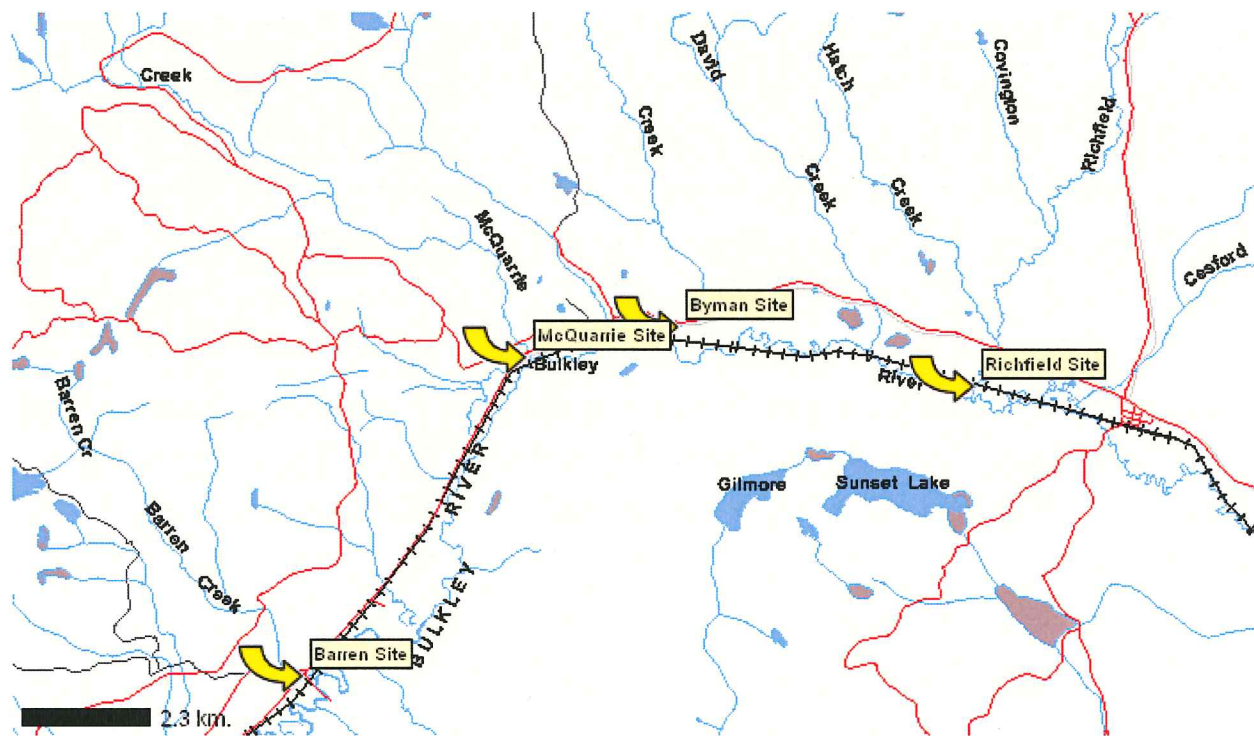 Creek
David
Hatch
Covington
Richfield
Creek
Creek
Creek
McQuarrie
Cesford
Byman Site
McQuarrie Site
Bulkley
Richfield Site
River
Barren Cr
RIVER
Gilmore
Sunset Lake
Barren
Creek
BULKLEY
Barren Site
2.3 km.